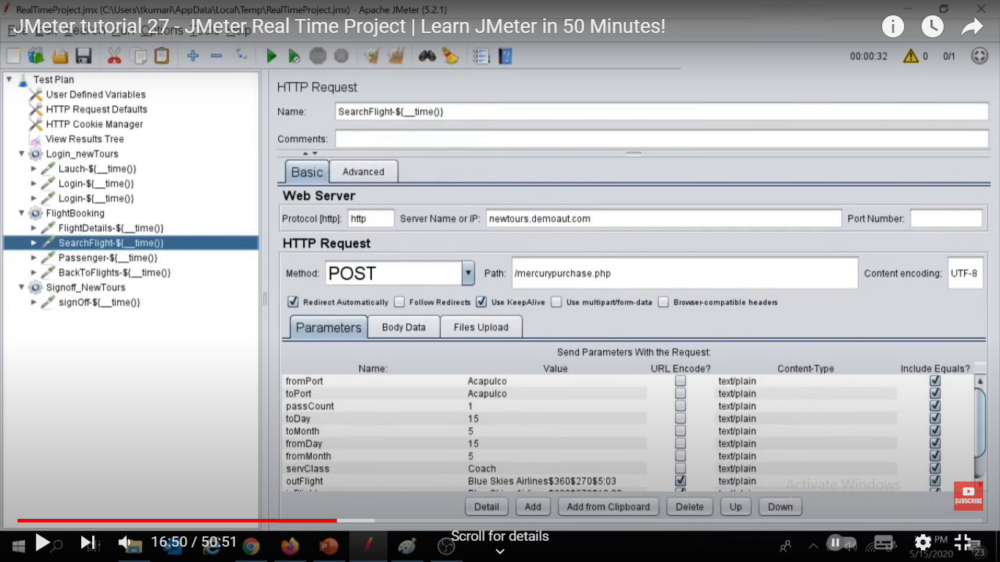 RealTimeProject.jmx (C:\Users\tkumari\AppData\Local\Temp\RealTimeProject.jmx) - Apache JMeter (5.2.1)
JMeter tutorial 27 - JMeter Real Time Project | Learn JMeter in 50 Minutes!
File Edit Search Run Options Tools Help
00:00:32 0 0/1
Test Plan
User Defined Variables
HTTP Request Defaults
HTTP Cookie Manager
View Results Tree
Login_newTours
Lauch-${__time()}
Login-${__time()}
Login-${__time()}
FlightBooking
FlightDetails-${__time()}
SearchFlight-${__time()}
Passenger-${__time()}
BackToFlights-${__time()}
Signoff_NewTours
signOff-${__time()}
HTTP Request
Name: SearchFlight-${__time()}
Comments:
Basic Advanced
Web Server
Protocol [http]: http Server Name or IP: newtours.demoaut.com Port Number:
HTTP Request
Method: POST Path: /mercurypurchase.php Content encoding: UTF-8
Redirect Automatically Follow Redirects Use KeepAlive Use multipart/form-data Browser-compatible headers
Parameters Body Data Files Upload
Send Parameters With the Request:
Name: Value URL Encode? Content-Type Include Equals?
fromPort Acapulco text/plain
toPort Acapulco text/plain
passCount 1 text/plain
toDay 15 text/plain
toMonth 5 text/plain
fromDay 15 text/plain
fromMonth 5 text/plain
servClass Coach text/plain
outFlight Blue Skies Airlines$360$270$5:03 text/plain
Activate Windows
SUBSCRIBE
Detail Add Add from Clipboard Delete Up Down
16:50 / 50:51
Scroll for details
PM
5/15/2020
23